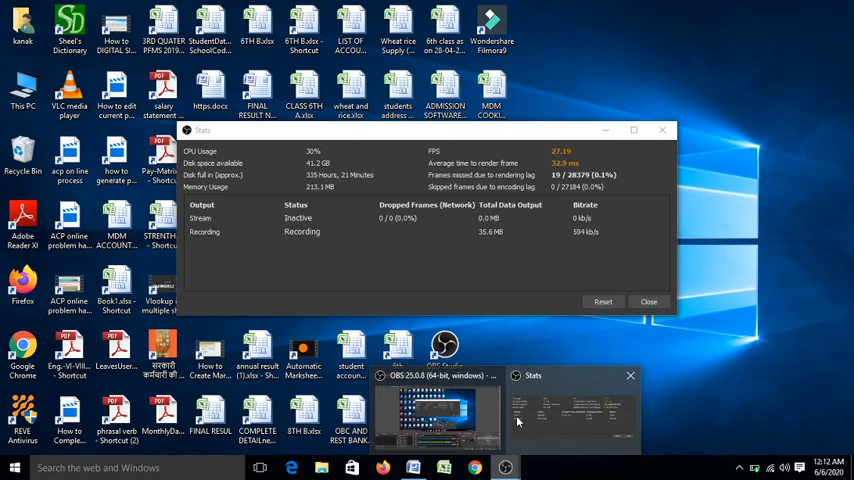 kanak
Sheel's Dictionary
How to DIGITAL SI...
3RD QUATER PFMS 2019...
StudentDat... SchoolCod...
6TH B.xlsx
6TH B.xlsx - Shortcut
LIST OF ACCOU...
Wheat rice Supply (...
6th class as on 28-04-2...
Wondershare Filmora9
This PC
VLC media player
How to edit current p...
salary statement ...
https.docx
FINAL RESULT N...
CLASS 6TH A.xlsx
wheat and rice.xlsx
students address ...
ADMISSION SOFTWARE...
MDM COOKI...
Recycle Bin
acp on line process
how to generate p...
Pay-Matrix - Shortcut
Stats
CPU Usage 30%
Disk space available 41.2 GB
Disk full in (approx.) 335 Hours, 21 Minutes
Memory Usage 213.1 MB
FPS 27.19
Average time to render frame 32.9 ms
Frames missed due to rendering lag 19 / 28379 (0.1%)
Skipped frames due to encoding lag 0 / 27184 (0.0%)
Output Status Dropped Frames (Network) Total Data Output Bitrate
Stream Inactive 0 / 0 (0.0%) 0.0 MB 0 kb/s
Recording Recording 35.6 MB 594 kb/s
Reset Close
Adobe Reader XI
ACP online problem ha...
MDM ACCOUNT...
STRENTH...
Firefox
ACP online problem ha...
Book1.xlsx - Shortcut
Vlookup i multiple s
Google Chrome
Eng.-VI-VIII... - Shortcut
LeavesUser...
सरकारी कर्मचारी की ...
How to Create Mar...
annual result (1).xlsx - Sh...
Automatic Markshee...
student accoun...
6th
OBS Studio
REVE Antivirus
How to Comple...
phrasal verb - Shortcut (2)
MonthlyDa...
FINAL RESUL
COMPLETE DETAILne...
8TH B.xlsx
OBC AND REST BANK...
OBS 25.0.8 (64-bit, windows) - ...
Stats
Search the web and Windows
12:12 AM
6/6/2020